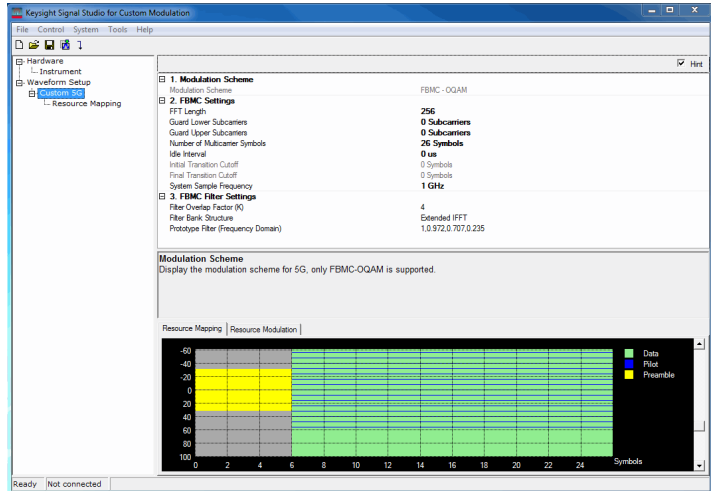 Keysight Signal Studio for Custom Modulation
File Control System Tools Help
Hardware
Instrument
Waveform Setup
Custom 5G
Resource Mapping
Hint
1. Modulation Scheme
Modulation Scheme FBMC - OQAM
2. FBMC Settings
FFT Length 256
Guard Lower Subcarriers 0 Subcarriers
Guard Upper Subcarriers 0 Subcarriers
Number of Multicarrier Symbols 26 Symbols
Idle Interval 0 us
Initial Transition Cutoff 0 Symbols
Final Transition Cutoff 0 Symbols
System Sample Frequency 1 GHz
3. FBMC Filter Settings
Filter Overlap Factor (K) 4
Filter Bank Structure Extended IFFT
Prototype Filter (Frequency Domain) 1,0.972,0.707,0.235
Modulation Scheme
Display the modulation scheme for 5G, only FBMC-OQAM is supported.
Resource Mapping Resource Modulation
-60
-40
-20
0
20
40
60
80
100
0 2 4 6 8 10 12 14 16 18 20 22 24 Symbols
Data
Pilot
Preamble
Ready Not connected